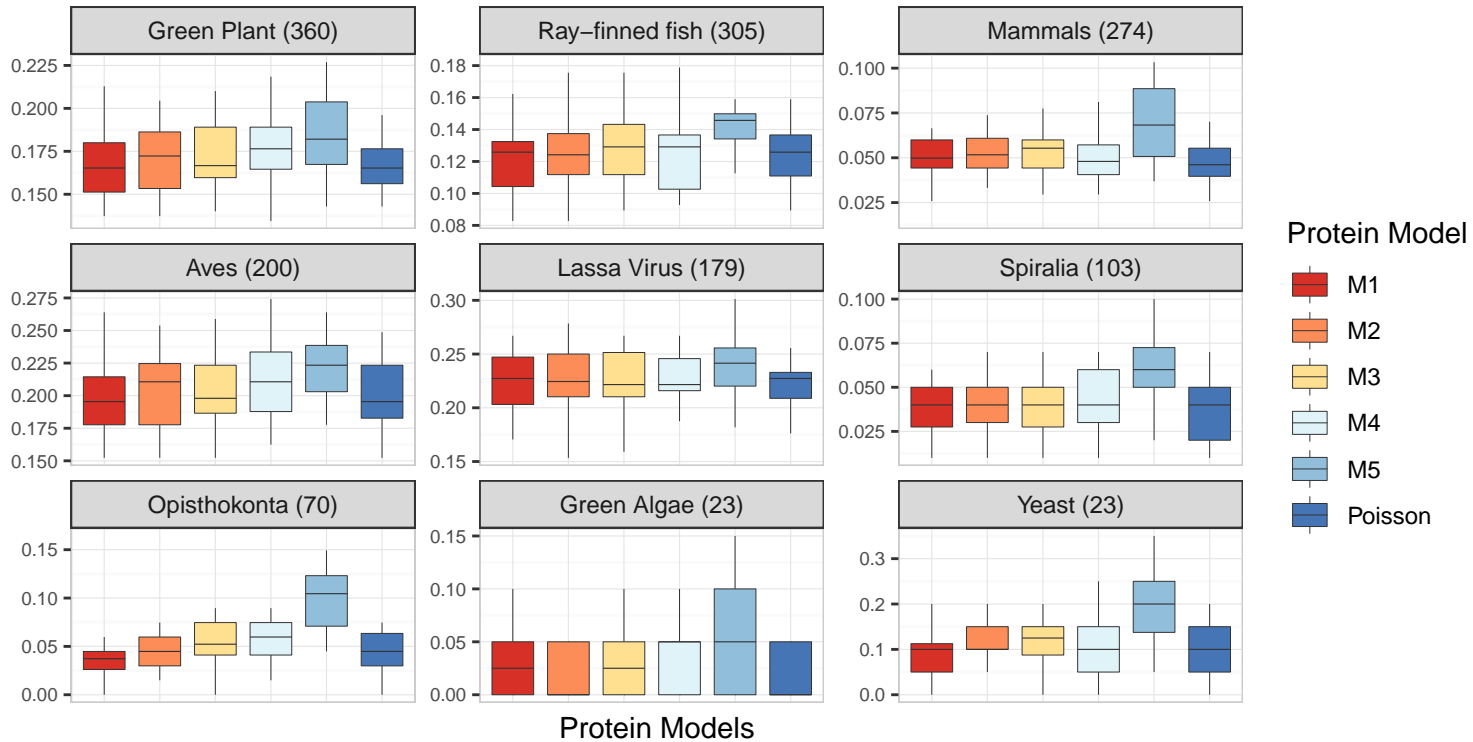 Green Plant (360)
Ray−finned fish (305)
Mammals (274)
0.225
0.200
0.175
0.150
0.18
0.16
0.14
0.12
0.10
0.08
0.100
0.075
0.050
0.025
Aves (200)
Lassa Virus (179)
Spiralia (103)
0.275
0.250
0.225
0.200
0.175
0.150
0.30
0.25
0.20
0.15
0.100
0.075
0.050
0.025
Opisthokonta (70)
Green Algae (23)
Yeast (23)
0.15
0.10
0.05
0.00
0.15
0.10
0.05
0.00
0.3
0.2
0.1
0.0
Protein Models
Protein Model
M1
M2
M3
M4
M5
Poisson